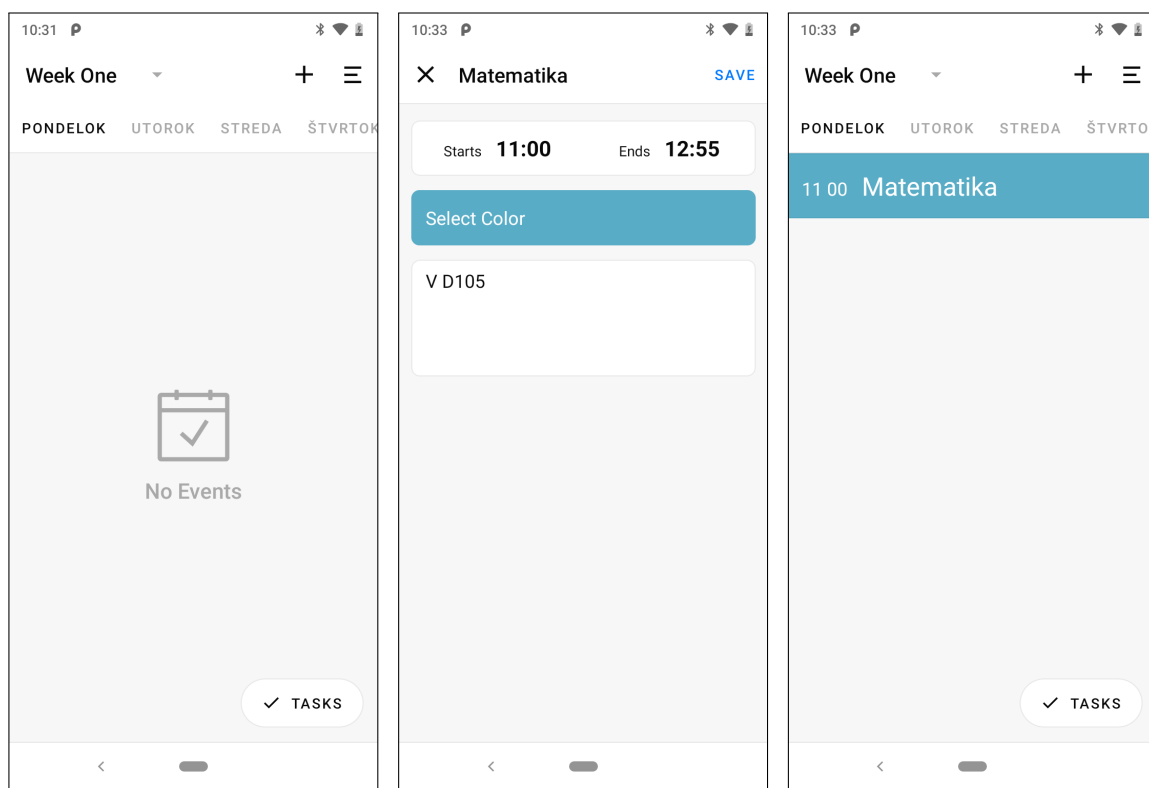 10:31
Week One
PONDELOK UTOROK STREDA ŠTVRTOK
No Events
TASKS
10:33
Matematika SAVE
Starts 11:00 Ends 12:55
Select Color
V D105
10:33
Week One
PONDELOK UTOROK STREDA ŠTVRTO
11 00 Matematika
TASKS